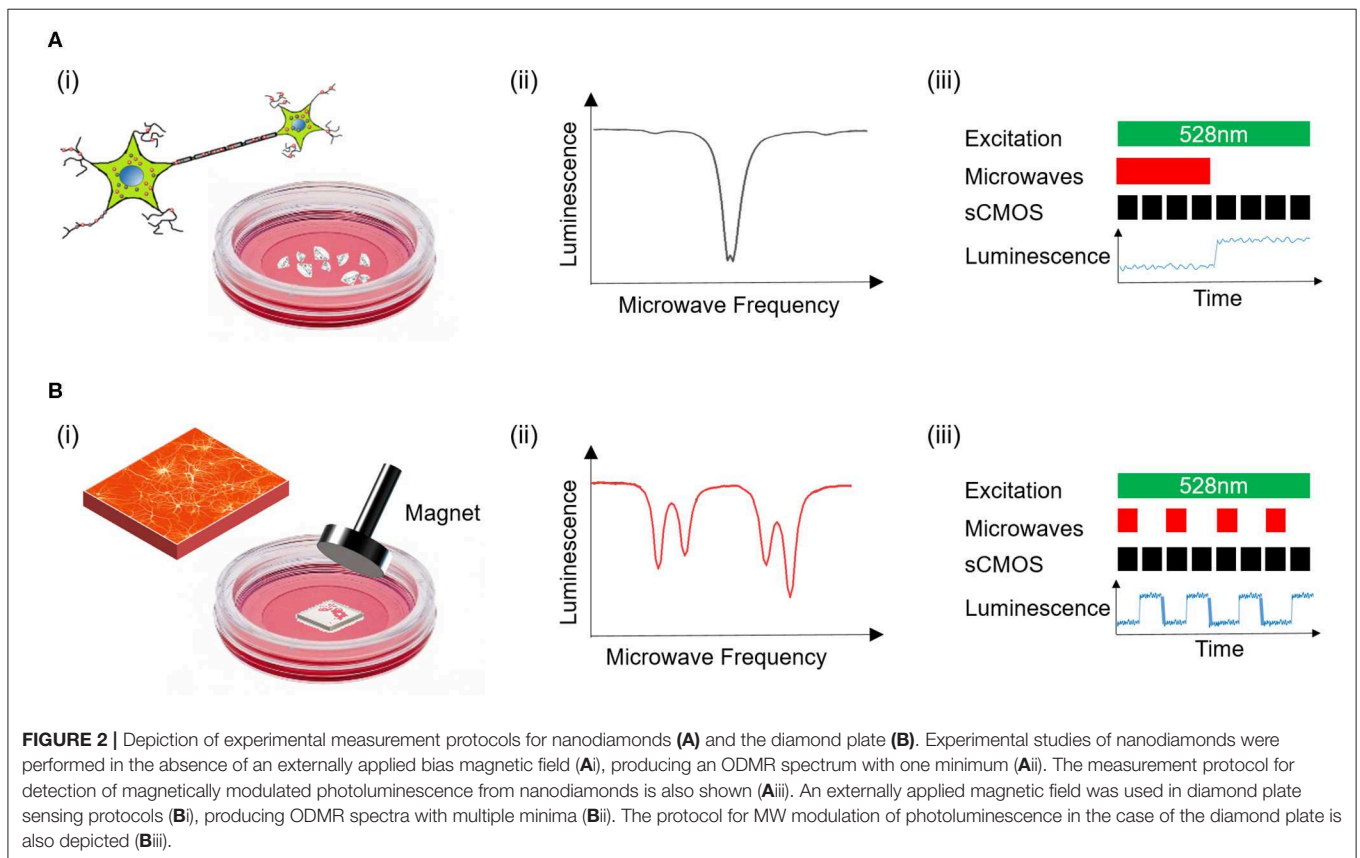 A
(i)
(ii)
Luminescence
Microwave Frequency
(iii)
Excitation
528nm
Microwaves
sCMOS
Luminescence
Time
B
(i)
Magnet
(ii)
Luminescence
Microwave Frequency
(iii)
Excitation
528nm
Microwaves
sCMOS
Luminescence
Time
FIGURE 2 | Depiction of experimental measurement protocols for nanodiamonds (A) and the diamond plate (B). Experimental studies of nanodiamonds were
performed in the absence of an externally applied bias magnetic field (Ai), producing an ODMR spectrum with one minimum (Aii). The measurement protocol for
detection of magnetically modulated photoluminescence from nanodiamonds is also shown (Aiii). An externally applied magnetic field was used in diamond plate
sensing protocols (Bi), producing ODMR spectra with multiple minima (Bii). The protocol for MW modulation of photoluminescence in the case of the diamond plate is
also depicted (Biii).